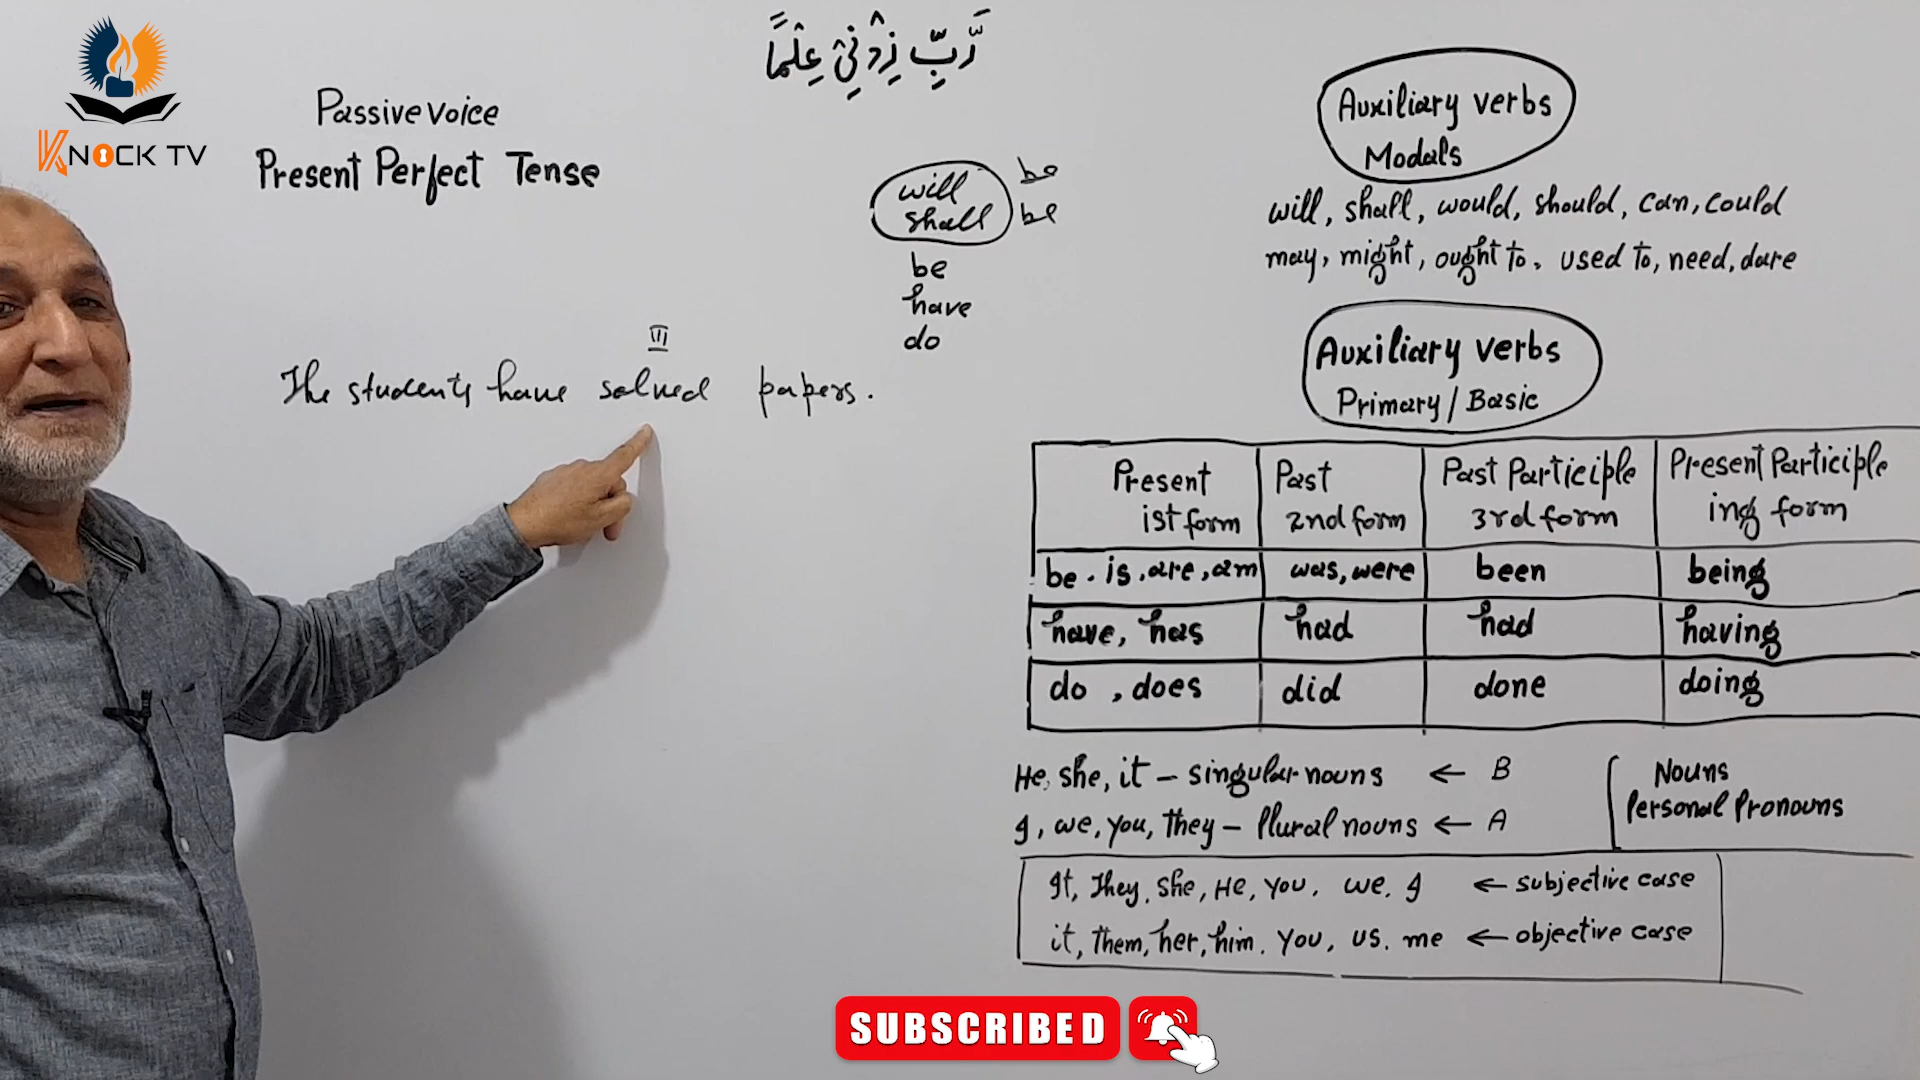 KNOCK TV
رَّبِّ زِدْنِيْ عِلْمًا
Passive Voice
Present Perfect Tense
will be
shall be
be
have
do
III
The students have solved papers.
Auxiliary verbs
Modals
will, shall, would, should, can, could
may, might, ought to, used to, need, dare
Auxiliary verbs
Primary / Basic
Present Past Past Participle Present Participle
1st form 2nd form 3rd form ing form
be. is, are, am was, were been being
have, has had had having
do, does did done doing
He, she, it – singular nouns ← B
I, we, you, they – Plural nouns ← A
Nouns
Personal Pronouns
It, They, She, He, You, we, I ← subjective case
it, them, her, him. you, us. me ← objective case
SUBSCRIBED